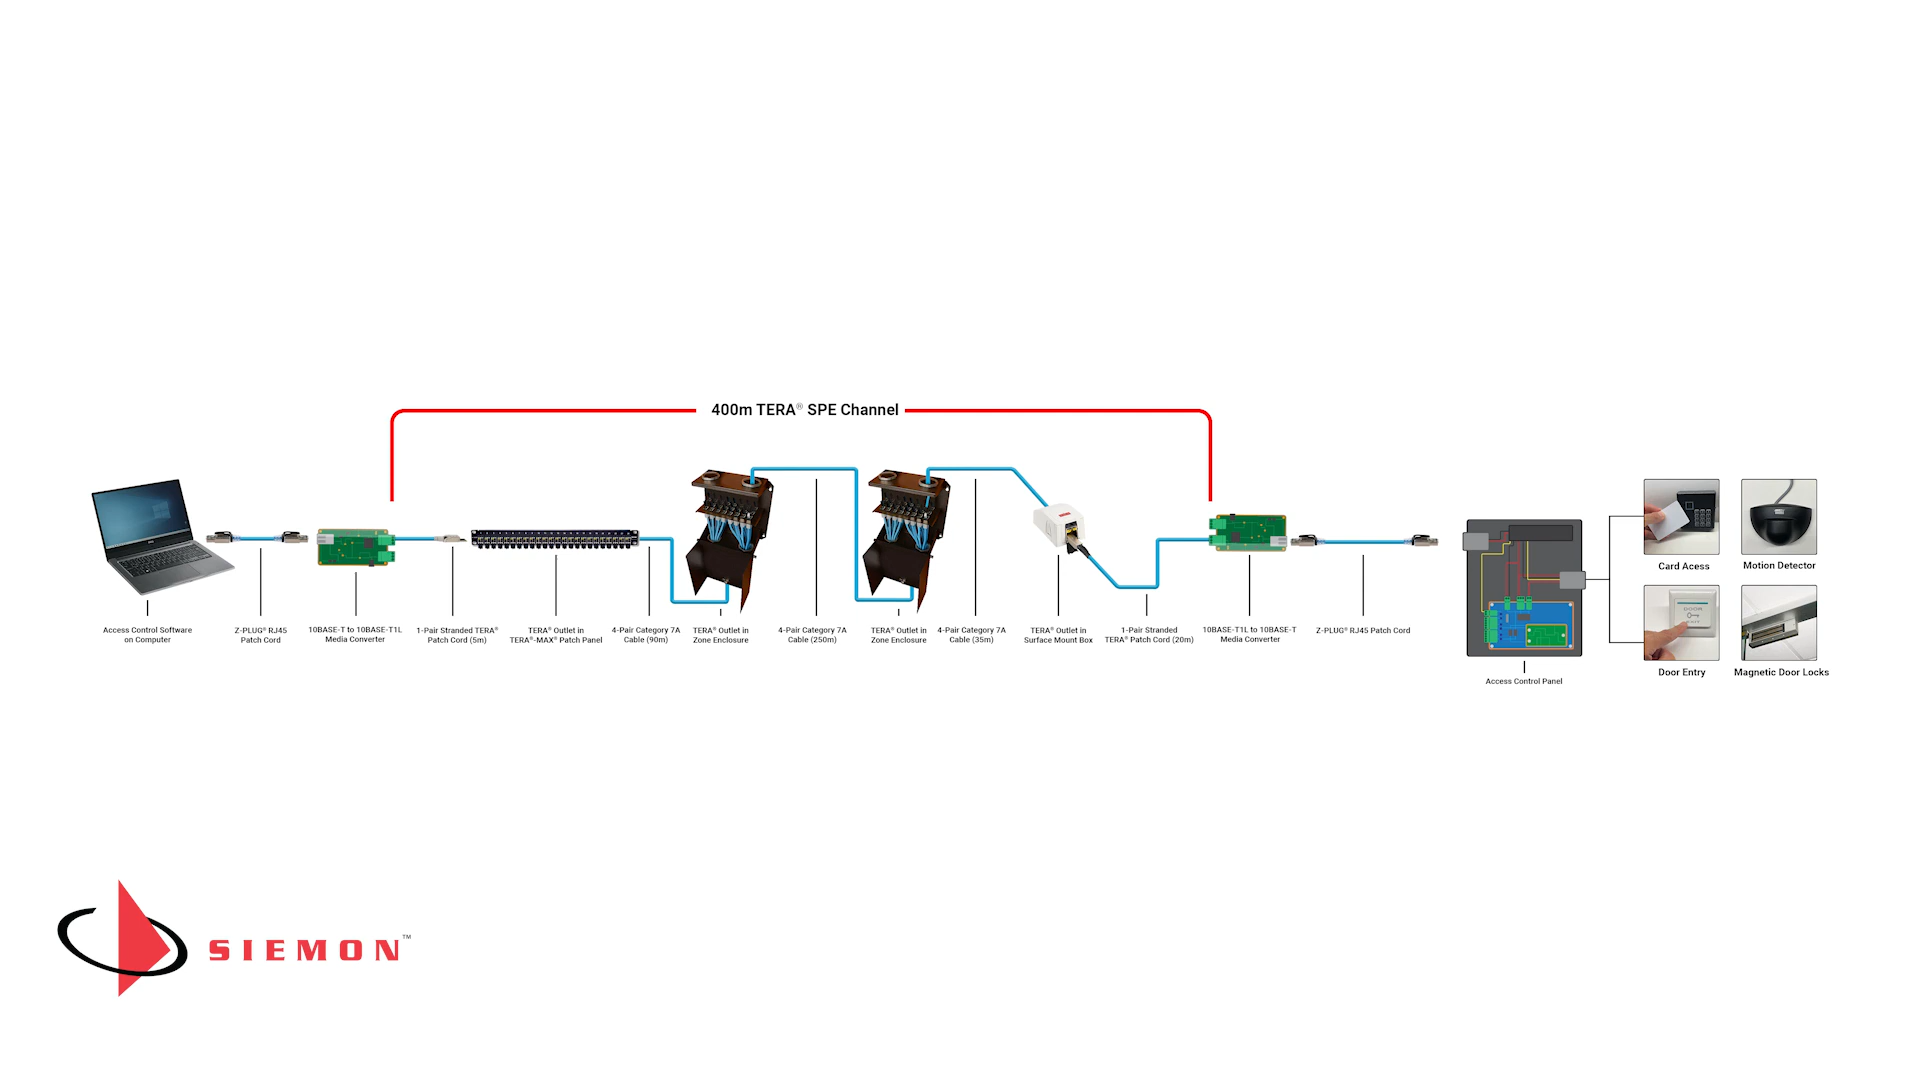 400m TERA® SPE Channel
Access Control Software
on Computer
Z-PLUG® RJ45
Patch Cord
10BASE-T to 10BASE-T1L
Media Converter
1-Pair Stranded TERA®
Patch Cord (5m)
TERA® Outlet in
TERA®-MAX® Patch Panel
4-Pair Category 7A
Cable (90m)
TERA® Outlet in
Zone Enclosure
4-Pair Category 7A
Cable (250m)
TERA® Outlet in
Zone Enclosure
4-Pair Category 7A
Cable (35m)
TERA® Outlet in
Surface Mount Box
1-Pair Stranded
TERA® Patch Cord (20m)
10BASE-T1L to 10BASE-T
Media Converter
Z-PLUG® RJ45 Patch Cord
Access Control Panel
Card Acess
Motion Detector
DOOR
EXIT
Door Entry
Magnetic Door Locks
SIEMON™